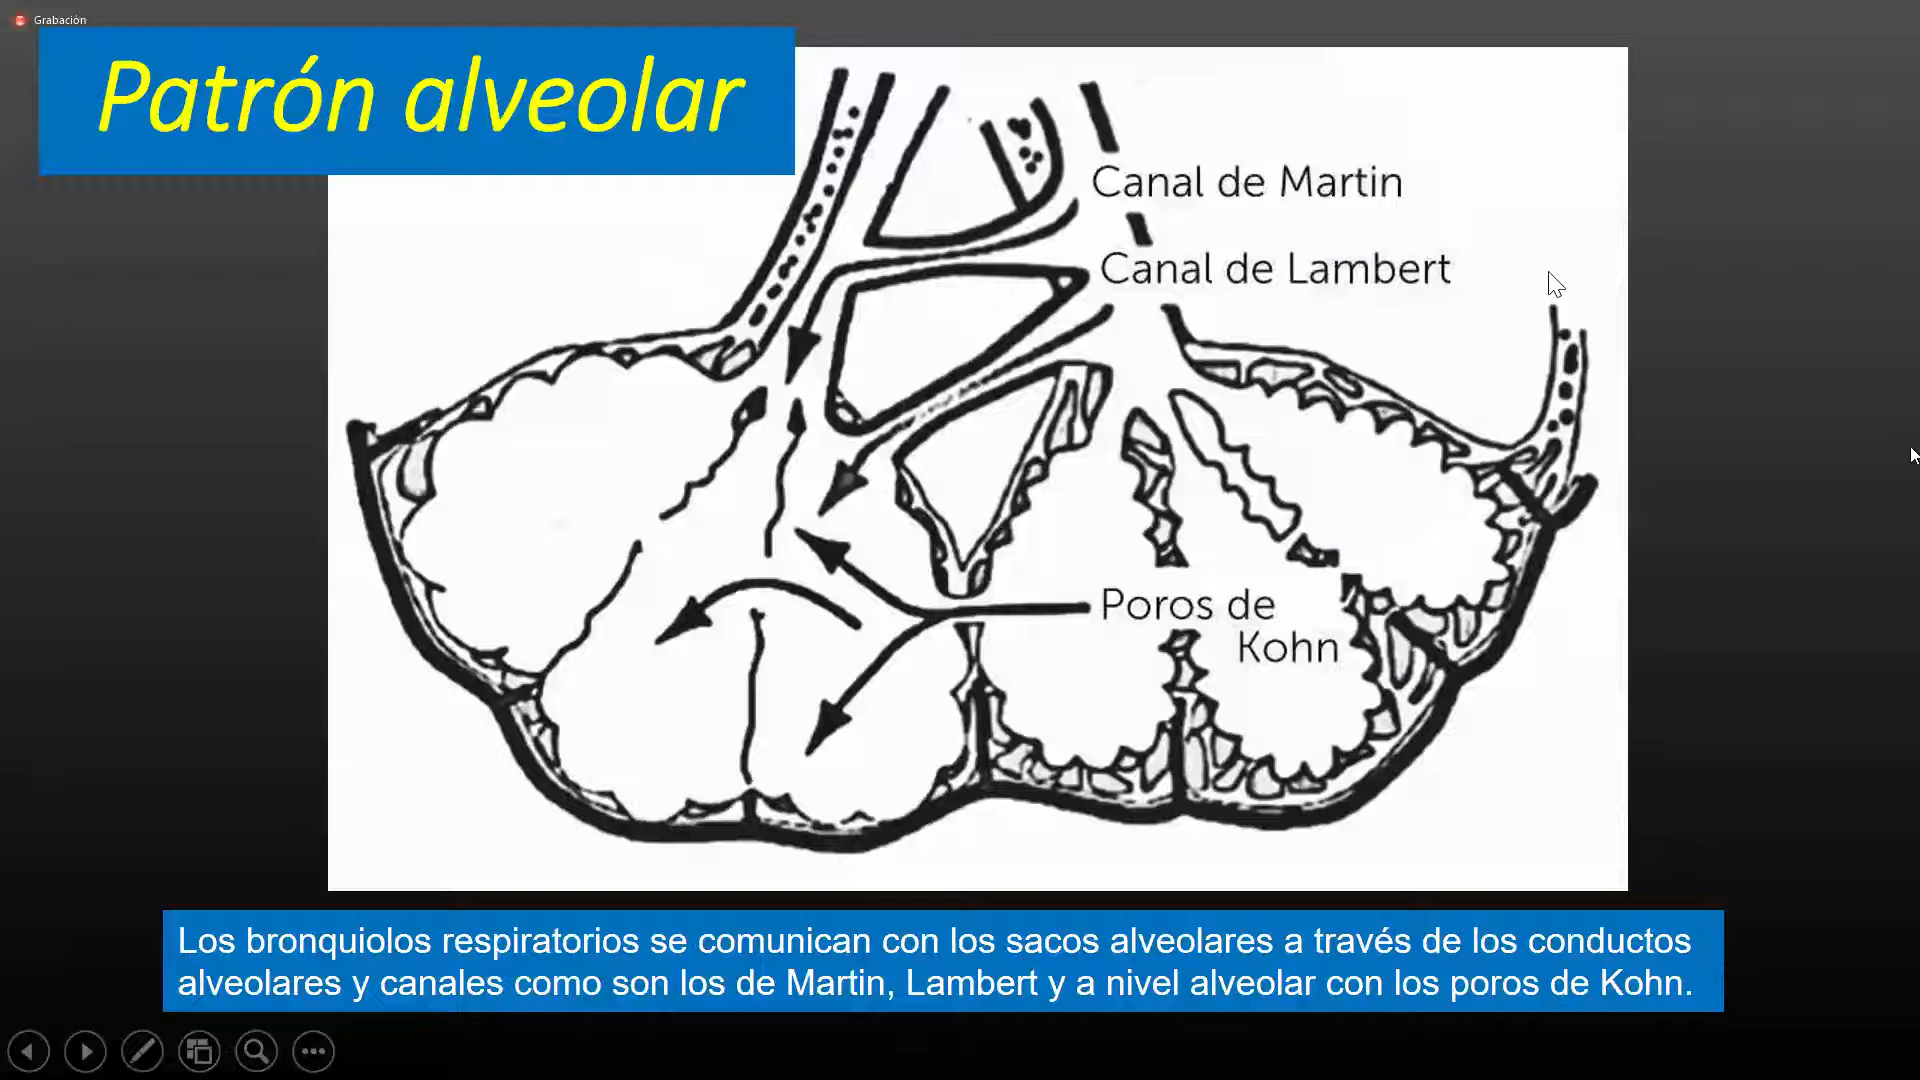 Grabación
Patrón alveolar
Canal de Martin
Canal de Lambert
Poros de
Kohn
Los bronquiolos respiratorios se comunican con los sacos alveolares a través de los conductos
alveolares y canales como son los de Martin, Lambert y a nivel alveolar con los poros de Kohn.